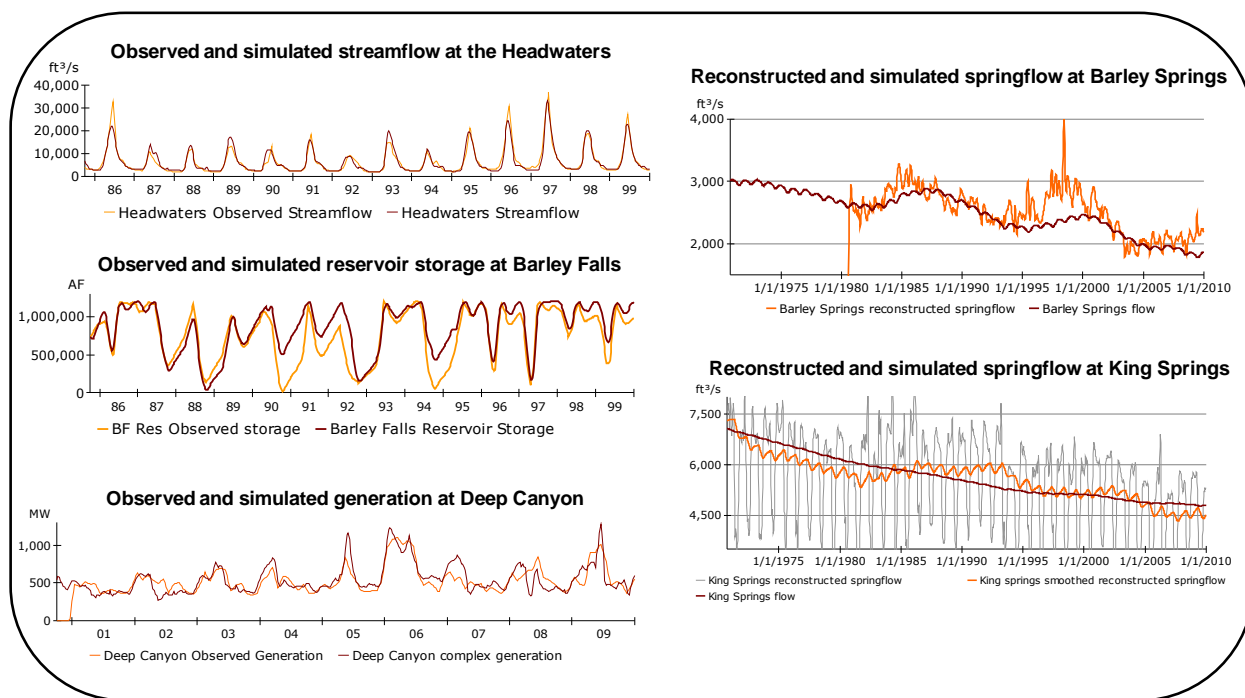 Observed and simulated streamflow at the Headwaters
ft³/s
40,000
30,000
20,000
10,000
0
86 87 88 89 90 91 92 93 94 95 96 97 98 99
Headwaters Observed Streamflow Headwaters Streamflow
Observed and simulated reservoir storage at Barley Falls
AF
1,000,000
500,000
0
86 87 88 89 90 91 92 93 94 95 96 97 98 99
BF Res Observed storage Barley Falls Reservoir Storage
Observed and simulated generation at Deep Canyon
MW
1,000
500
0
01 02 03 04 05 06 07 08 09
Deep Canyon Observed Generation Deep Canyon complex generation
Reconstructed and simulated springflow at Barley Springs
ft³/s
4,000
3,000
2,000
1/1/1975 1/1/1980 1/1/1985 1/1/1990 1/1/1995 1/1/2000 1/1/2005 1/1/2010
Barley Springs reconstructed springflow Barley Springs flow
Reconstructed and simulated springflow at King Springs
ft³/s
7,500
6,000
4,500
1/1/1975 1/1/1980 1/1/1985 1/1/1990 1/1/1995 1/1/2000 1/1/2005 1/1/2010
King Springs reconstructed springflow King springs smoothed reconstructed springflow
King Springs flow